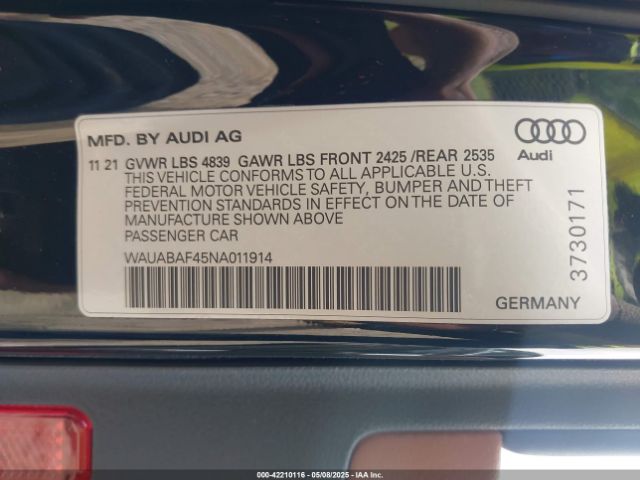 MFD. BY AUDI AG
Audi
11 21 GVWR LBS 4839 GAWR LBS FRONT 2425 /REAR 2535
THIS VEHICLE CONFORMS TO ALL APPLICABLE U.S.
FEDERAL MOTOR VEHICLE SAFETY, BUMPER AND THEFT
PREVENTION STANDARDS IN EFFECT ON THE DATE OF
MANUFACTURE SHOWN ABOVE
PASSENGER CAR
WAUABAF45NA011914
3730171
GERMANY
000-42210116 | 05/08/2025 | IAA Inc.